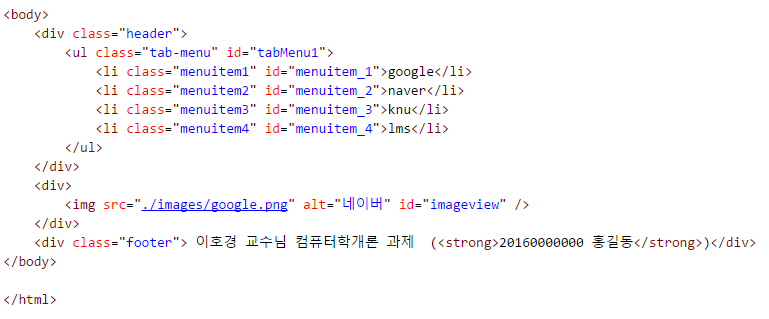 <body>
<div class="header">
<ul class="tab-menu" id="tabMenu1">
<li class="menuitem1" id="menuitem_1">google</li>
<li class="menuitem2" id="menuitem_2">naver</li>
<li class="menuitem3" id="menuitem_3">knu</li>
<li class="menuitem4" id="menuitem_4">lms</li>
</ul>
</div>
<div>
<img src="./images/google.png" alt="네이버" id="imageview" />
</div>
<div class="footer"> 이호경 교수님 컴퓨터학개론 과제  (<strong>20160000000 홍길동</strong>)</div>
</body>
</html>